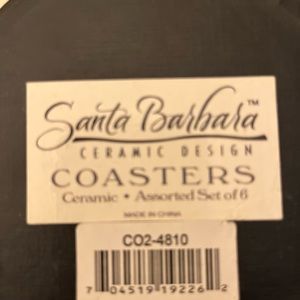 Santa Barbara™
CERAMIC DESIGN
COASTERS
Ceramic • Assorted Set of 6
MADE IN CHINA
CO2-4810
7 04519 19226 2